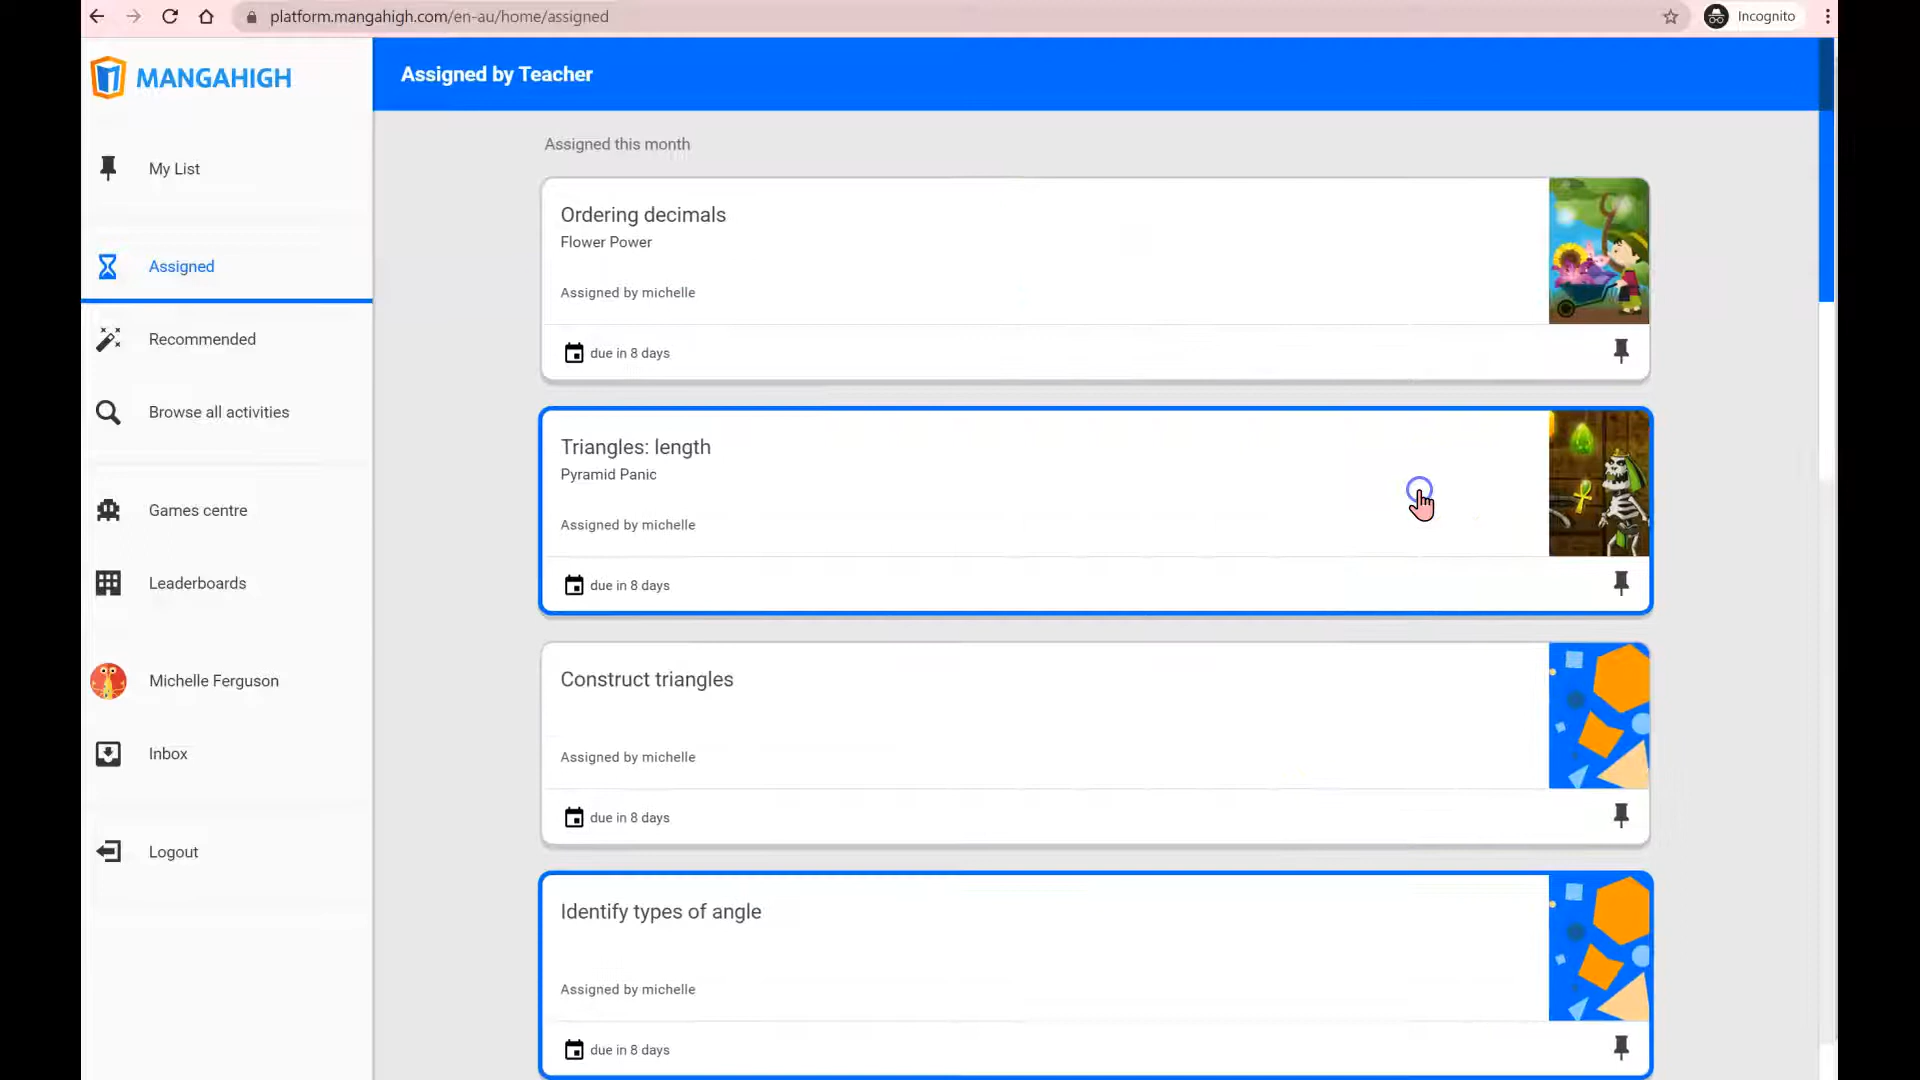 platform.mangahigh.com/en-au/home/assigned
Incognito
MANGAHIGH
Assigned by Teacher
My List
Assigned
Recommended
Browse all activities
Games centre
Leaderboards
Michelle Ferguson
Inbox
Logout
Assigned this month
Ordering decimals
Flower Power
Assigned by michelle
due in 8 days
Triangles: length
Pyramid Panic
Assigned by michelle
due in 8 days
Construct triangles
Assigned by michelle
due in 8 days
Identify types of angle
Assigned by michelle
due in 8 days